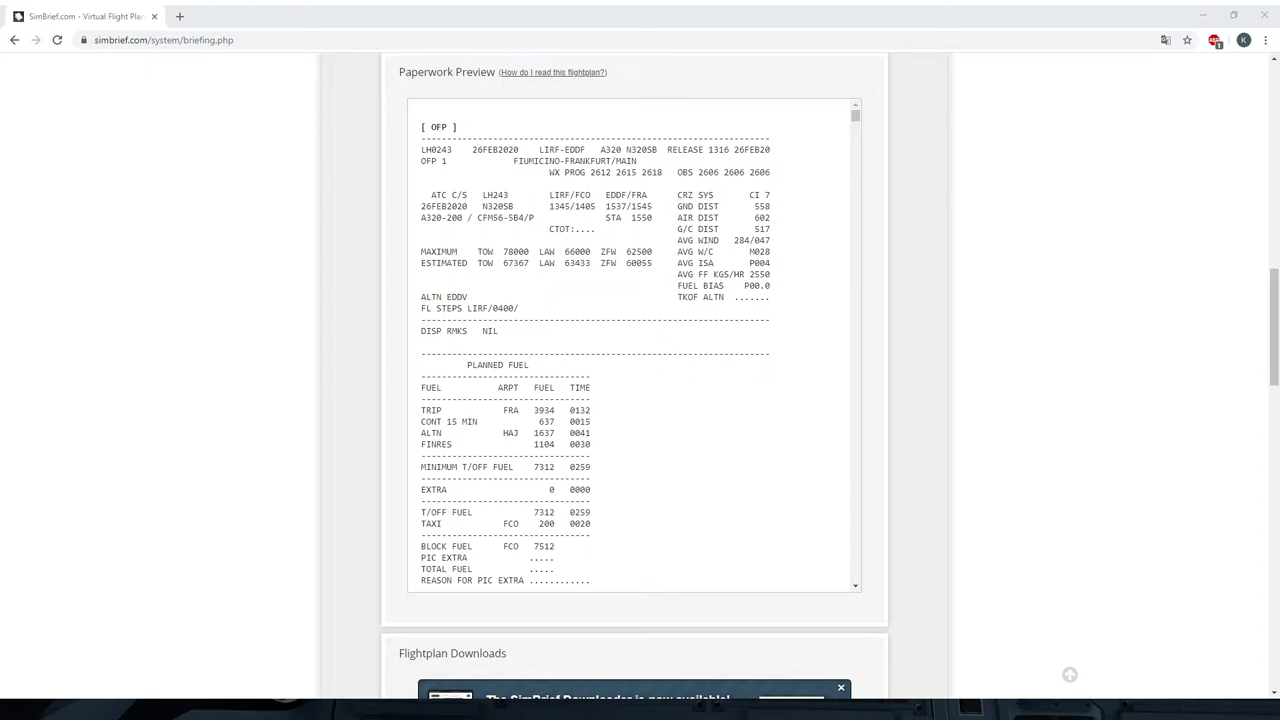 SimBrief.com - Virtual Flight Plan
simbrief.com/system/briefing.php
K
1
Paperwork Preview (How do I read this flightplan?)
[ OFP ]
--------------------------------------------------------------------
LH0243 26FEB2020 LIRF-EDDF A320 N320SB RELEASE 1316 26FEB20
OFP 1 FIUMICINO-FRANKFURT/MAIN
WX PROG 2612 2615 2618 OBS 2606 2606 2606
ATC C/S LH243 LIRF/FCO EDDF/FRA CRZ SYS CI 7
26FEB2020 N320SB 1345/1405 1537/1545 GND DIST 558
A320-200 / CFM56-5B4/P STA 1550 AIR DIST 602
CTOT:.... G/C DIST 517
AVG WIND 284/047
MAXIMUM TOW 78000 LAW 66000 ZFW 62500 AVG W/C M028
ESTIMATED TOW 67367 LAW 63433 ZFW 60055 AVG ISA P004
AVG FF KGS/HR 2550
FUEL BIAS P00.0
ALTN EDDV TKOF ALTN .......
FL STEPS LIRF/0400/
--------------------------------------------------------------------
DISP RMKS NIL
--------------------------------------------------------------------
PLANNED FUEL
---------------------------------
FUEL ARPT FUEL TIME
---------------------------------
TRIP FRA 3934 0132
CONT 15 MIN 637 0015
ALTN HAJ 1637 0041
FINRES 1104 0030
---------------------------------
MINIMUM T/OFF FUEL 7312 0259
---------------------------------
EXTRA 0 0000
---------------------------------
T/OFF FUEL 7312 0259
TAXI FCO 200 0020
---------------------------------
BLOCK FUEL FCO 7512
PIC EXTRA .....
TOTAL FUEL .....
REASON FOR PIC EXTRA ............
Flightplan Downloads
The SimBrief Downloader is now available!